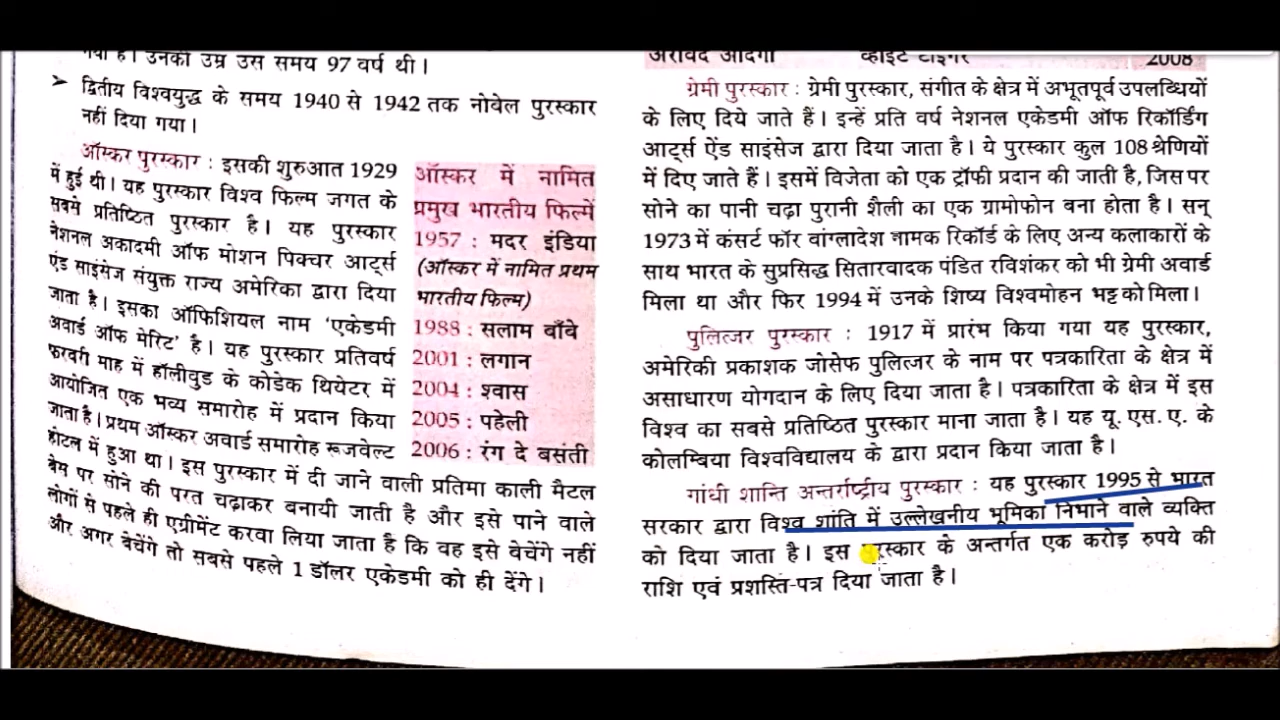 गया है। उनकी उम्र उस समय 97 वर्ष थी।
➤ द्वितीय विश्वयुद्ध के समय 1940 से 1942 तक नोबेल पुरस्कार
नहीं दिया गया।
ऑस्कर पुरस्कार : इसकी शुरुआत 1929
में हुई थी। यह पुरस्कार विश्व फिल्म जगत के
सबसे प्रतिष्ठित पुरस्कार है। यह पुरस्कार
नेशनल अकादमी ऑफ मोशन पिक्चर आर्ट्स
एंड साइंसेज संयुक्त राज्य अमेरिका द्वारा दिया
जाता है। इसका ऑफिशियल नाम 'एकेडमी
अवार्ड ऑफ मेरिट' है। यह पुरस्कार प्रतिवर्ष
फरवरी माह में हॉलीवुड के कोडेक थियेटर में
आयोजित एक भव्य समारोह में प्रदान किया
जाता है। प्रथम ऑस्कर अवार्ड समारोह रूजवेल्ट
होटल में हुआ था। इस पुरस्कार में दी जाने वाली प्रतिमा काली मैटल
बेस पर सोने की परत चढ़ाकर बनायी जाती है और इसे पाने वाले
लोगों से पहले ही एग्रीमेंट करवा लिया जाता है कि वह इसे बेचेंगे नहीं
और अगर बेचेंगे तो सबसे पहले 1 डॉलर एकेडमी को ही देंगे।
ऑस्कर में नामित
प्रमुख भारतीय फिल्में
1957 : मदर इंडिया
(ऑस्कर में नामित प्रथम
भारतीय फिल्म)
1988 : सलाम बाँबे
2001 : लगान
2004 : श्वास
2005 : पहेली
2006 : रंग दे बसंती
अरविंद आदिगा व्हाइट टाइगर 2008
ग्रेमी पुरस्कार : ग्रेमी पुरस्कार, संगीत के क्षेत्र में अभूतपूर्व उपलब्धियों
के लिए दिये जाते हैं। इन्हें प्रति वर्ष नेशनल एकेडमी ऑफ रिकॉर्डिंग
आर्ट्स ऐंड साइंसेज द्वारा दिया जाता है। ये पुरस्कार कुल 108 श्रेणियों
में दिए जाते हैं। इसमें विजेता को एक ट्रॉफी प्रदान की जाती है, जिस पर
सोने का पानी चढ़ा पुरानी शैली का एक ग्रामोफोन बना होता है। सन्
1973 में कंसर्ट फॉर वांग्लादेश नामक रिकॉर्ड के लिए अन्य कलाकारों के
साथ भारत के सुप्रसिद्ध सितारवादक पंडित रविशंकर को भी ग्रेमी अवार्ड
मिला था और फिर 1994 में उनके शिष्य विश्वमोहन भट्ट को मिला।
पुलित्जर पुरस्कार : 1917 में प्रारंभ किया गया यह पुरस्कार,
अमेरिकी प्रकाशक जोसेफ पुलित्जर के नाम पर पत्रकारिता के क्षेत्र में
असाधारण योगदान के लिए दिया जाता है। पत्रकारिता के क्षेत्र में इस
विश्व का सबसे प्रतिष्ठित पुरस्कार माना जाता है। यह यू. एस. ए. के
कोलम्बिया विश्वविद्यालय के द्वारा प्रदान किया जाता है।
गांधी शान्ति अन्तर्राष्ट्रीय पुरस्कार : यह पुरस्कार 1995 से भारत
सरकार द्वारा विश्व शांति में उल्लेखनीय भूमिका निभाने वाले व्यक्ति
को दिया जाता है। इस पुरस्कार के अन्तर्गत एक करोड़ रुपये की
राशि एवं प्रशस्ति-पत्र दिया जाता है।